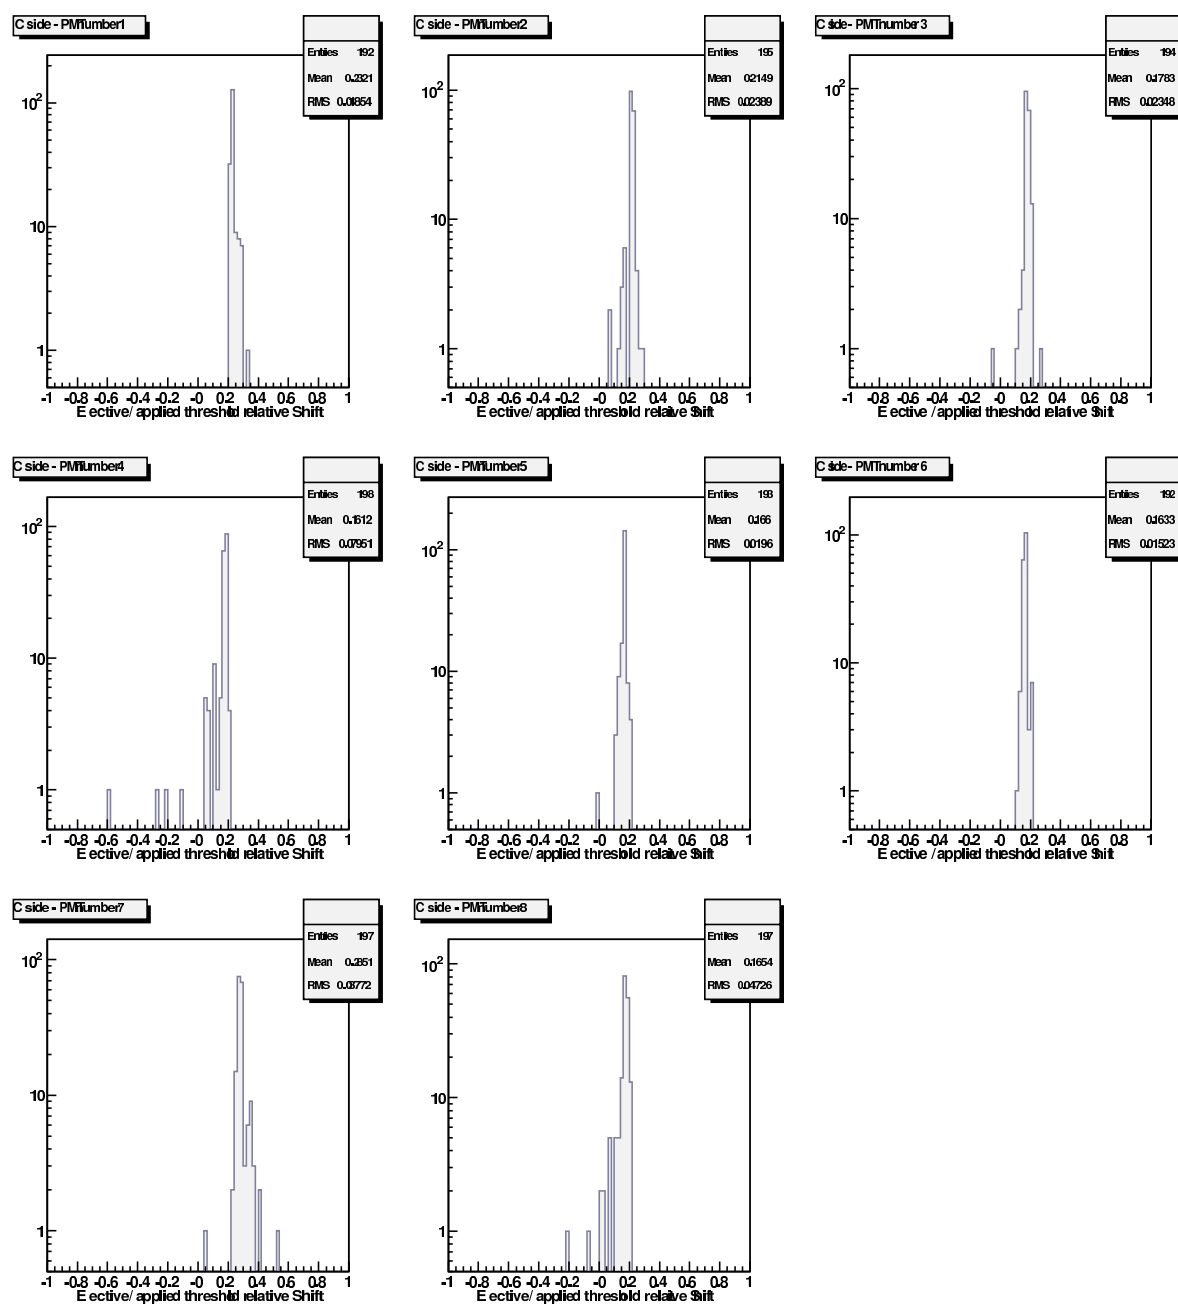 C side - PMTnumber1
Entries 192
Mean 0.2321
RMS 0.01854
10²
10
1
-1 -0.8 -0.6 -0.4 -0.2 -0 0.2 0.4 0.6 0.8 1
E ective/ applied threshold relative Shift
C side - PMTnumber2
Entries 195
Mean 0.2149
RMS 0.02389
10²
10
1
-1 -0.8 -0.6 -0.4 -0.2 -0 0.2 0.4 0.6 0.8 1
E ective/ applied threshold relative Shift
C side- PMTnumber 3
Entries 194
Mean 0.1783
RMS 0.02348
10²
10
1
-1 -0.8 -0.6 -0.4 -0.2 -0 0.2 0.4 0.6 0.8 1
E ective / applied threshold relative Shift
C side - PMTnumber4
Entries 198
Mean 0.1612
RMS 0.07951
10²
10
1
-1 -0.8 -0.6 -0.4 -0.2 -0 0.2 0.4 0.6 0.8 1
E ective/ applied threshold relative Shift
C side - PMTnumber5
Entries 193
Mean 0.166
RMS 0.0196
10²
10
1
-1 -0.8 -0.6 -0.4 -0.2 -0 0.2 0.4 0.6 0.8 1
E ective/ applied threshold relative Shift
C side- PMTnumber 6
Entries 192
Mean 0.1633
RMS 0.01523
10²
10
1
-1 -0.8 -0.6 -0.4 -0.2 -0 0.2 0.4 0.6 0.8 1
E ective / applied threshold relative Shift
C side - PMTnumber7
Entries 197
Mean 0.2851
RMS 0.03772
10²
10
1
-1 -0.8 -0.6 -0.4 -0.2 -0 0.2 0.4 0.6 0.8 1
E ective/ applied threshold relative Shift
C side - PMTnumber8
Entries 197
Mean 0.1654
RMS 0.04726
10²
10
1
-1 -0.8 -0.6 -0.4 -0.2 -0 0.2 0.4 0.6 0.8 1
E ective/ applied threshold relative Shift